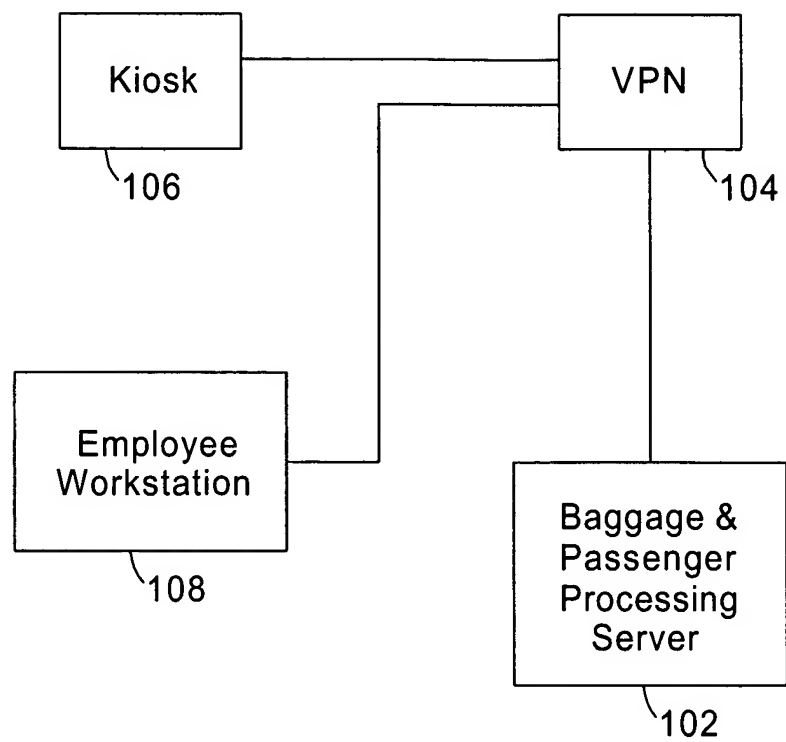 Kiosk
106
VPN
104
Employee
Workstation
108
Baggage &
Passenger
Processing
Server
102